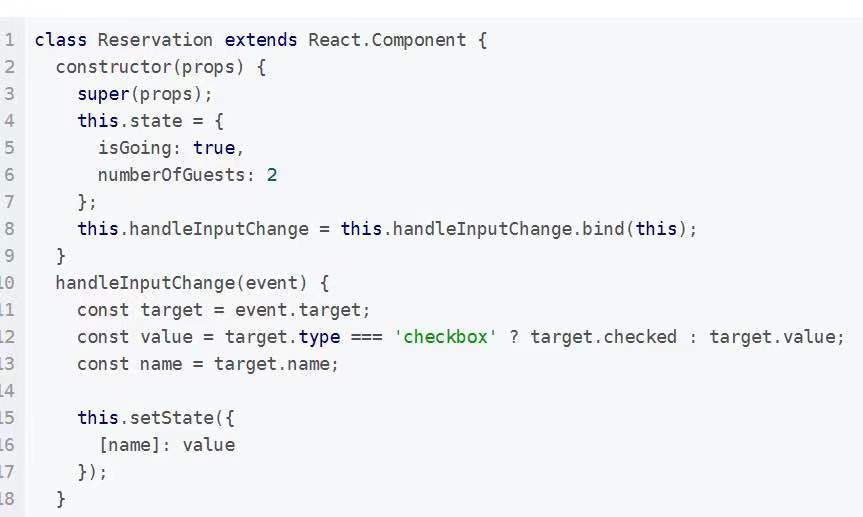 1 class Reservation extends React.Component {
2 constructor(props) {
3 super(props);
4 this.state = {
5 isGoing: true,
6 numberOfGuests: 2
7 };
8 this.handleInputChange = this.handleInputChange.bind(this);
9 }
10 handleInputChange(event) {
11 const target = event.target;
12 const value = target.type === 'checkbox' ? target.checked : target.value;
13 const name = target.name;
14
15 this.setState({
16 [name]: value
17 });
18 }